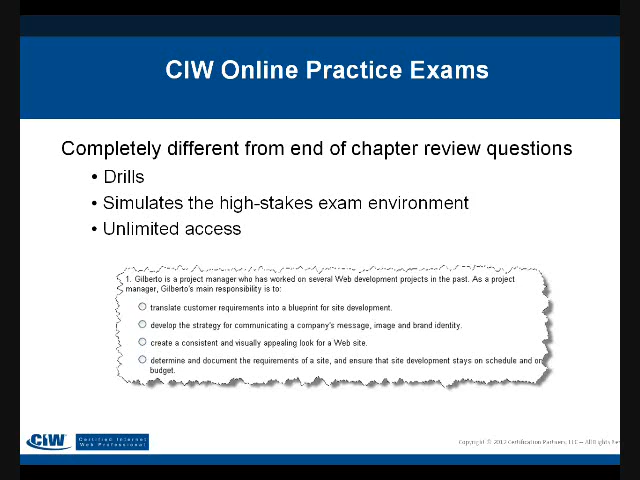 CIW Online Practice Exams
Completely different from end of chapter review questions
• Drills
• Simulates the high-stakes exam environment
• Unlimited access
1. Gilberto is a project manager who has worked on several Web development projects in the past. As a project
manager, Gilberto's main responsibility is to:
translate customer requirements into a blueprint for site development.
develop the strategy for communicating a company's message, image and brand identity.
create a consistent and visually appealing look for a Web site.
determine and document the requirements of a site, and ensure that site development stays on schedule and on
budget.
CIW
Certified Internet
Web Professional
Copyright © 2012 Certification Partners, LLC – All Rights Res